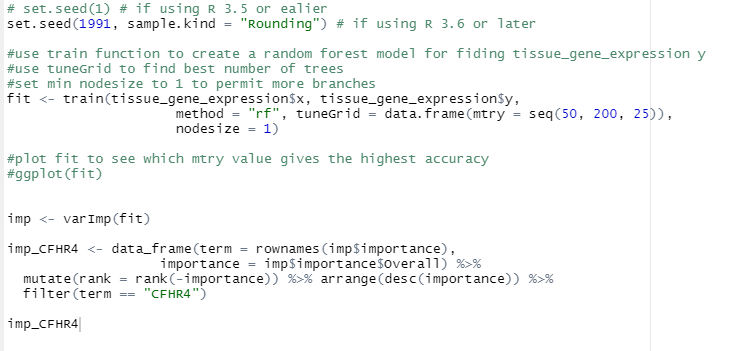 # set.seed(1) # if using R 3.5 or ealier
set.seed(1991, sample.kind = "Rounding") # if using R 3.6 or later
#use train function to create a random forest model for fiding tissue_gene_expression y
#use tuneGrid to find best number of trees
#set min nodesize to 1 to permit more branches
fit <- train(tissue_gene_expression$x, tissue_gene_expression$y,
method = "rf", tuneGrid = data.frame(mtry = seq(50, 200, 25)),
nodesize = 1)
#plot fit to see which mtry value gives the highest accuracy
#ggplot(fit)
imp <- varImp(fit)
imp_CFHR4 <- data_frame(term = rownames(imp$importance),
importance = imp$importance$Overall) %>%
mutate(rank = rank(-importance)) %>% arrange(desc(importance)) %>%
filter(term == "CFHR4")
imp_CFHR4